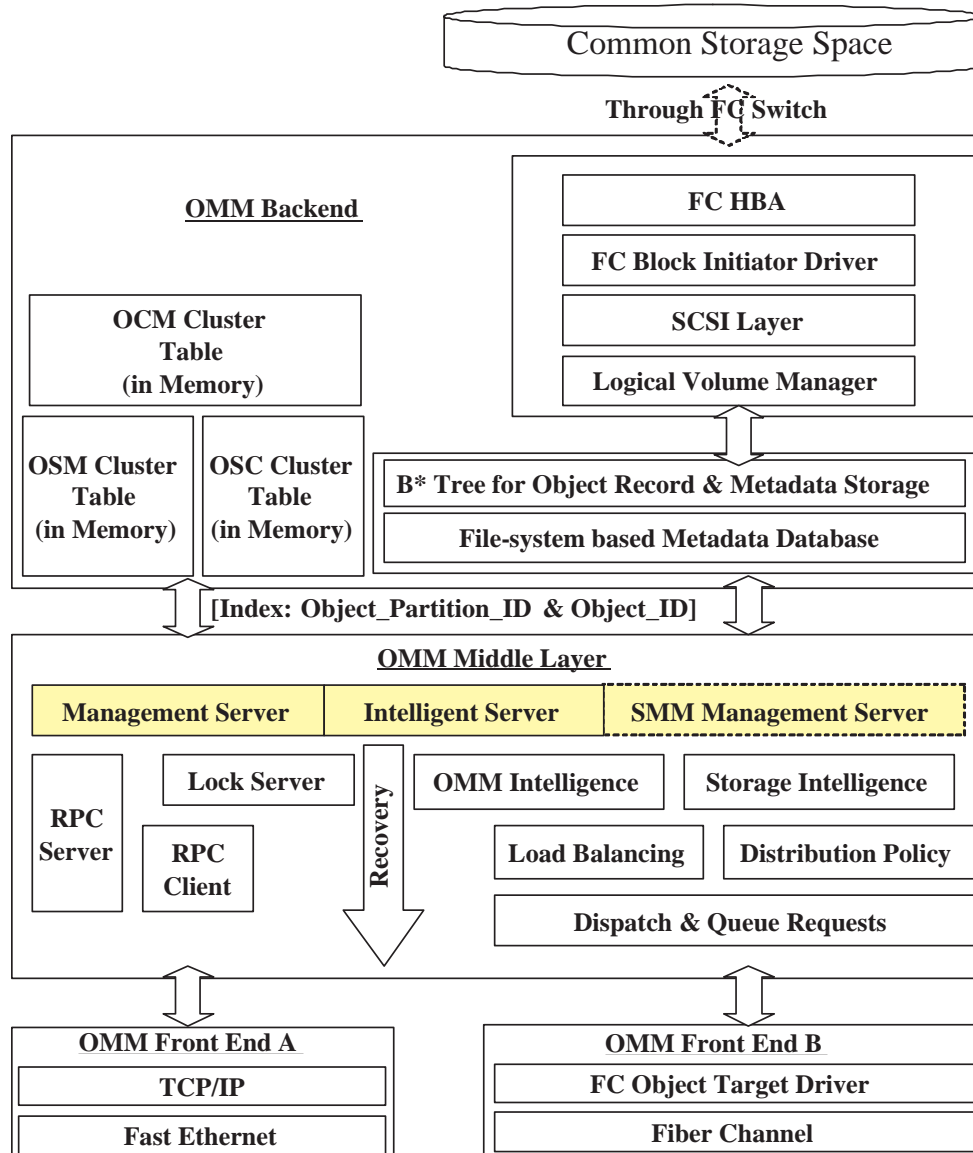 Common Storage Space
Through FC Switch
OMM Backend
FC HBA
FC Block Initiator Driver
SCSI Layer
Logical Volume Manager
OCM Cluster
Table
(in Memory)
OSM Cluster
Table
(in Memory)
OSC Cluster
Table
(in Memory)
B* Tree for Object Record & Metadata Storage
File-system based Metadata Database
[Index: Object_Partition_ID & Object_ID]
OMM Middle Layer
Management Server
Intelligent Server
SMM Management Server
RPC
Server
Lock Server
RPC
Client
Recovery
OMM Intelligence
Storage Intelligence
Load Balancing
Distribution Policy
Dispatch & Queue Requests
OMM Front End A
TCP/IP
Fast Ethernet
OMM Front End B
FC Object Target Driver
Fiber Channel